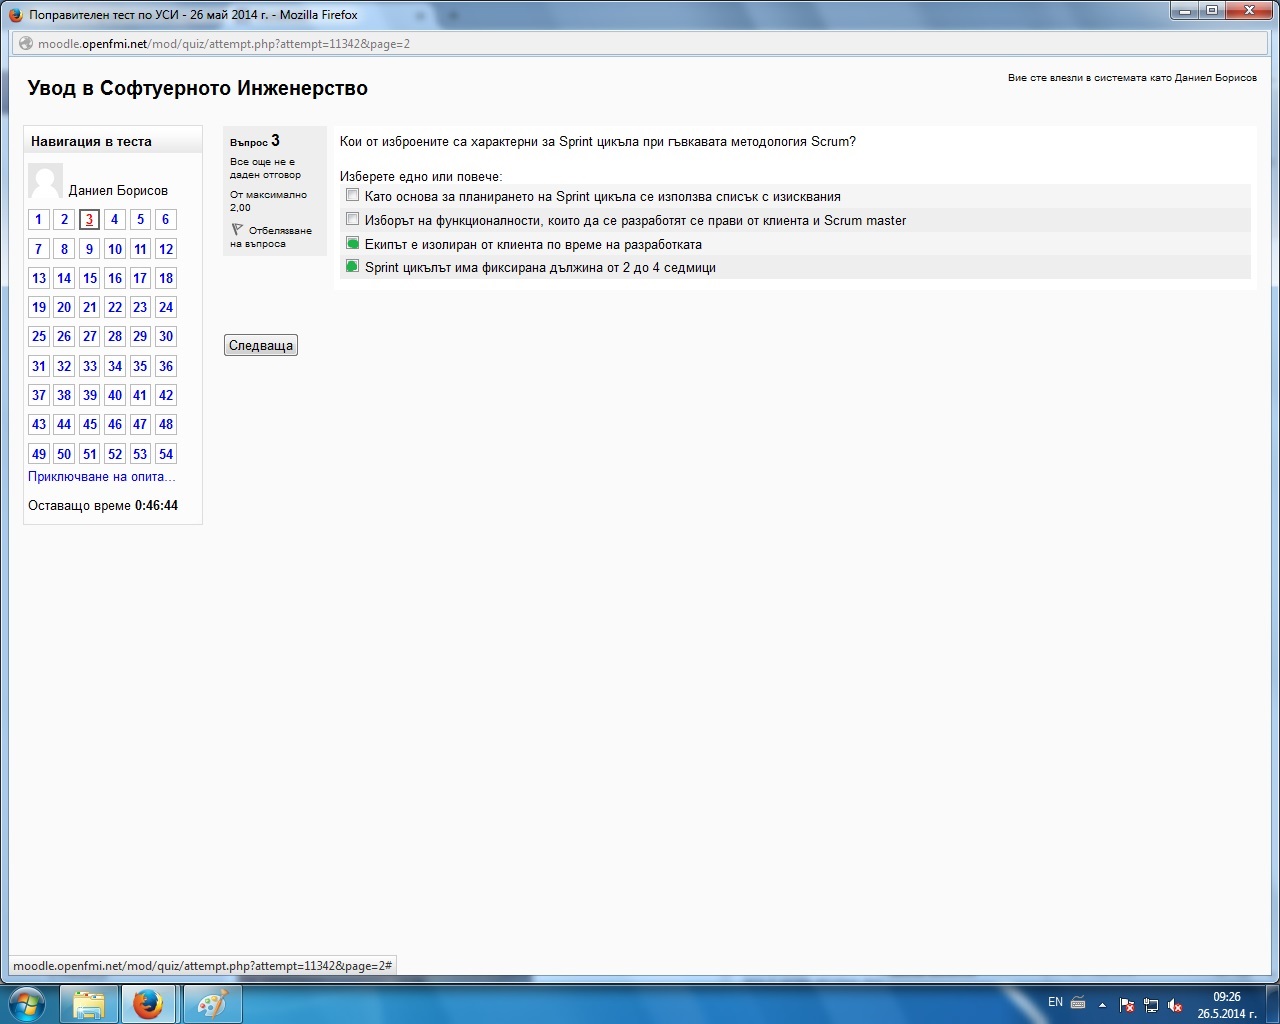 Поправителен тест по УСИ - 26 май 2014 г. - Mozilla Firefox
moodle.openfmi.net/mod/quiz/attempt.php?attempt=11342&page=2
Увод в Софтуерното Инженерство
Вие сте влезли в системата като Даниел Борисов
Навигация в теста
Даниел Борисов
1 2 3 4 5 6
7 8 9 10 11 12
13 14 15 16 17 18
19 20 21 22 23 24
25 26 27 28 29 30
31 32 33 34 35 36
37 38 39 40 41 42
43 44 45 46 47 48
49 50 51 52 53 54
Приключване на опита...
Оставащо време 0:46:44
Въпрос 3
Все още не е
даден отговор
От максимално
2,00
Отбелязване
на въпроса
Кои от изброените са характерни за Sprint цикъла при гъвкавата методология Scrum?
Изберете едно или повече:
Като основа за планирането на Sprint цикъла се използва списък с изисквания
Изборът на функционалности, които да се разработят се прави от клиента и Scrum master
Екипът е изолиран от клиента по време на разработката
Sprint цикълът има фиксирана дължина от 2 до 4 седмици
Следваща
moodle.openfmi.net/mod/quiz/attempt.php?attempt=11342&page=2#
EN
09:26
26.5.2014 г.